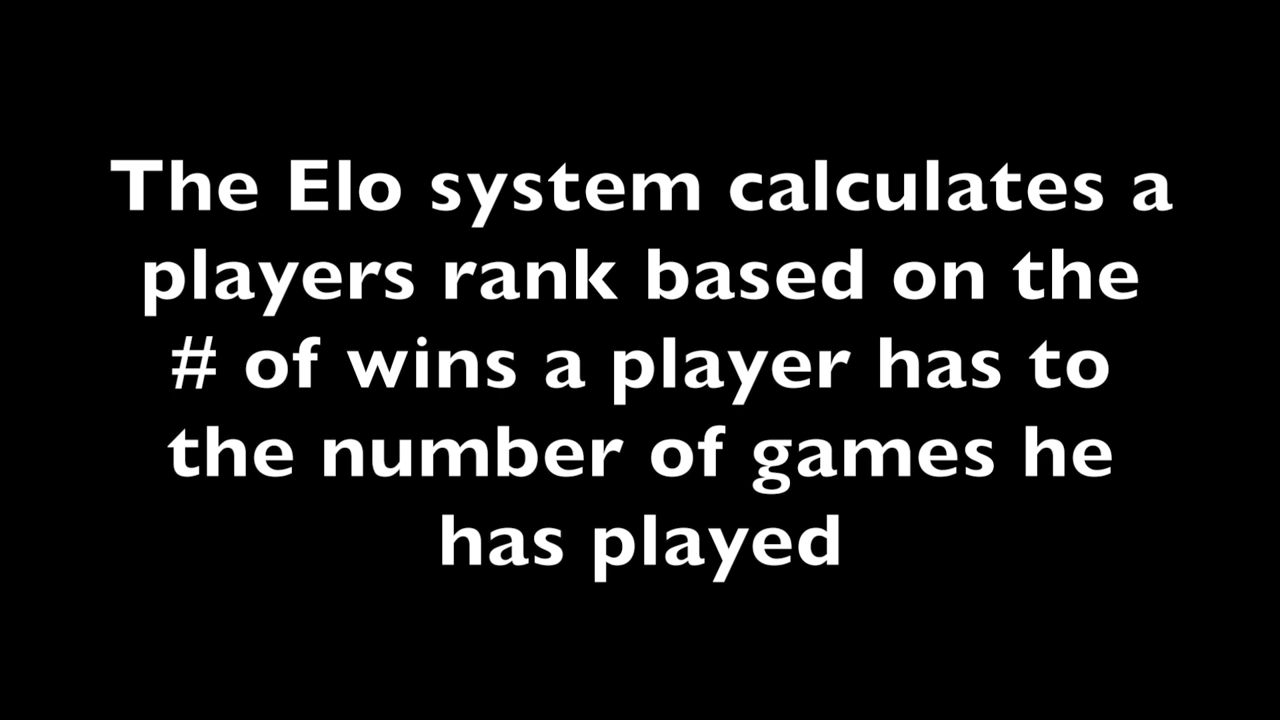 The Elo system calculates a
players rank based on the
# of wins a player has to
the number of games he
has played